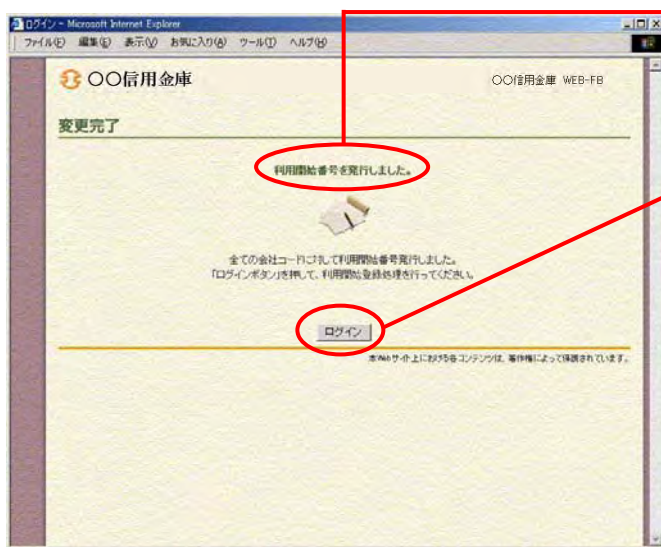 ログイン - Microsoft Internet Explorer
ファイル(F) 編集(E) 表示(V) お気に入り(A) ツール(T) ヘルプ(H)
〇〇信用金庫
〇〇信用金庫 WEB-FB
変更完了
利用開始番号を発行しました。
全ての会社コードに対して利用開始番号発行しました。
「ログインボタン」を押して、利用開始登録処理を行ってください。
ログイン
本Webサイト上における各コンテンツは、著作権によって保護されています。